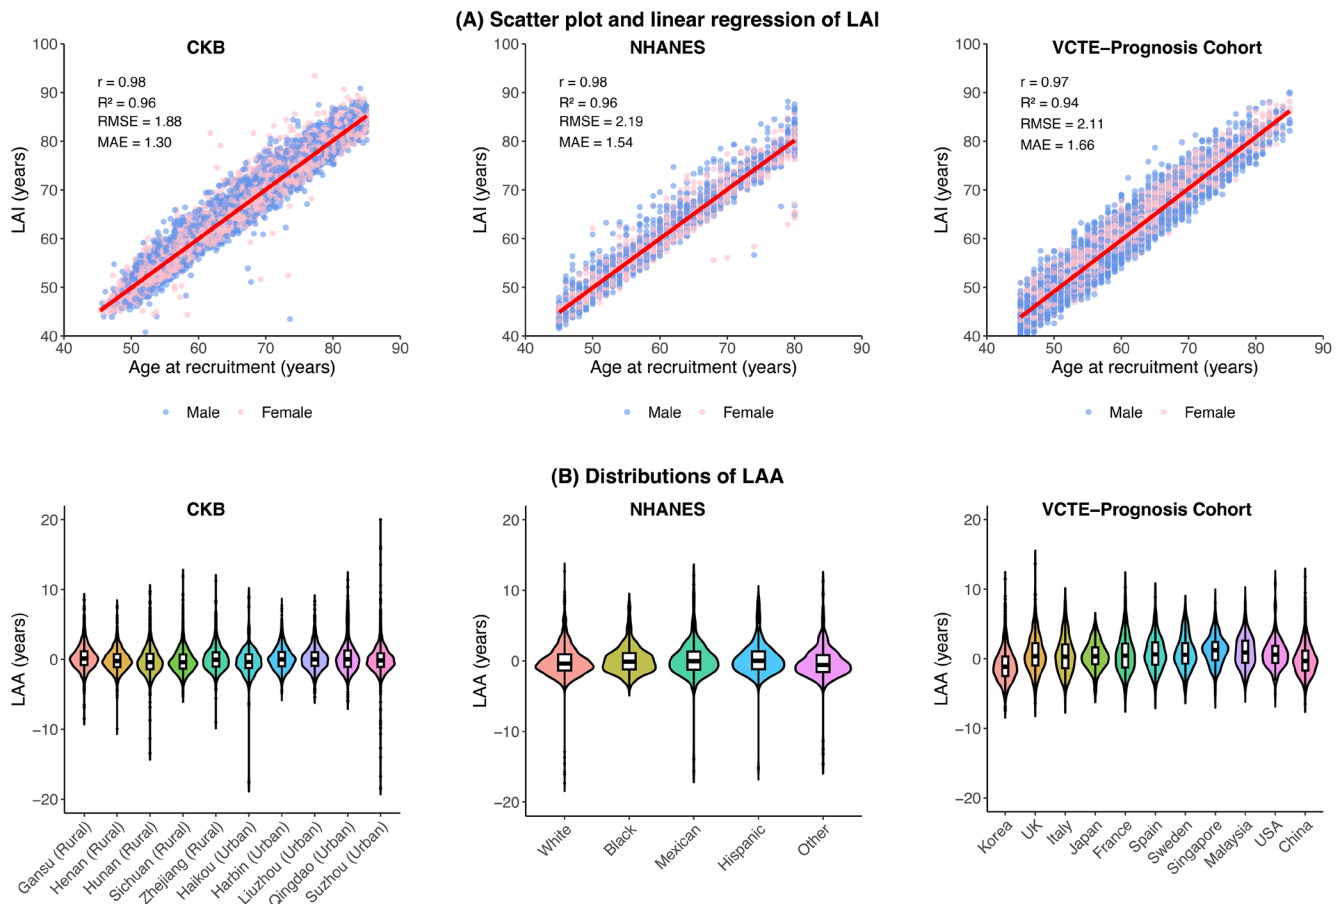 (A) Scatter plot and linear regression of LAI
CKB
r = 0.98
R² = 0.96
RMSE = 1.88
MAE = 1.30
LAI (years)
100
90
80
70
60
50
40
40 50 60 70 80 90
Age at recruitment (years)
Male Female
NHANES
r = 0.98
R² = 0.96
RMSE = 2.19
MAE = 1.54
LAI (years)
100
90
80
70
60
50
40
40 50 60 70 80 90
Age at recruitment (years)
Male Female
VCTE−Prognosis Cohort
r = 0.97
R² = 0.94
RMSE = 2.11
MAE = 1.66
LAI (years)
100
90
80
70
60
50
40
40 50 60 70 80 90
Age at recruitment (years)
Male Female
(B) Distributions of LAA
CKB
LAA (years)
20
10
0
−10
−20
Gansu (Rural)
Henan (Rural)
Hunan (Rural)
Sichuan (Rural)
Zhejiang (Rural)
Haikou (Urban)
Harbin (Urban)
Liuzhou (Urban)
Qingdao (Urban)
Suzhou (Urban)
NHANES
LAA (years)
20
10
0
−10
−20
White
Black
Mexican
Hispanic
Other
VCTE−Prognosis Cohort
LAA (years)
20
10
0
−10
−20
Korea
UK
Italy
Japan
France
Spain
Sweden
Singapore
Malaysia
USA
China